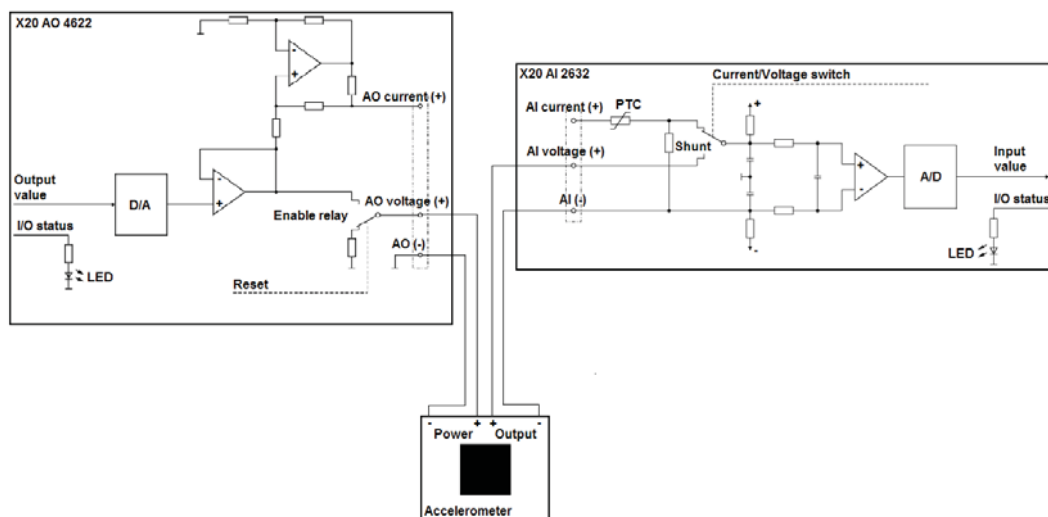 X20 AO 4622
-
+
AO current (+)
Output
value
D/A
-
+
I/O status
LED
Enable relay
AO voltage (+)
AO (-)
Reset
X20 AI 2632
Current/Voltage switch
AI current (+)
PTC
+
AI voltage (+)
Shunt
AI (-)
-
+
-
A/D
Input
value
I/O status
LED
- + + -
Power Output
Accelerometer